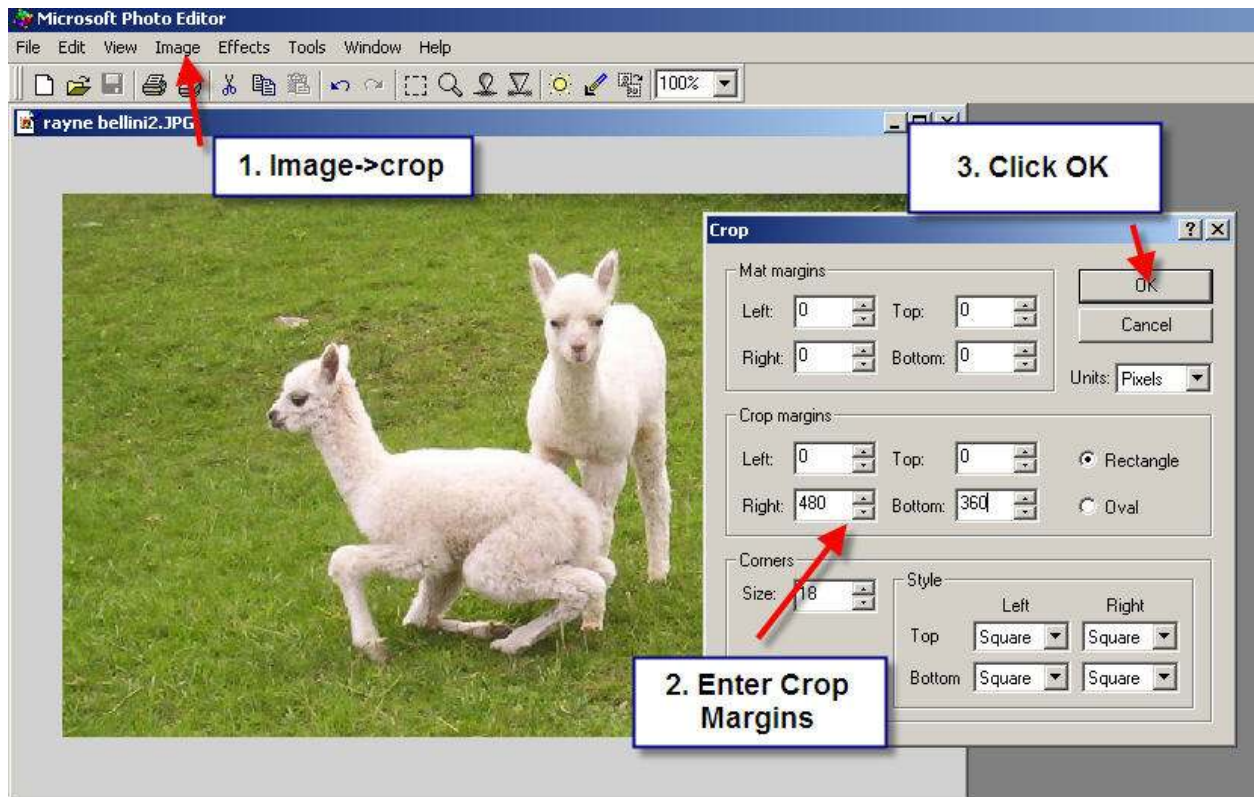 Microsoft Photo Editor
File Edit View Image Effects Tools Window Help
100%
rayne bellini2.JPG
1. Image->crop
3. Click OK
Crop
Mat margins
Left: 0 Top: 0
Right: 0 Bottom: 0
OK
Cancel
Units: Pixels
Crop margins
Left: 0 Top: 0
Rectangle
Right: 480 Bottom: 360
Oval
Corners
Size: 18
Style
Left Right
Top Square Square
Bottom Square Square
2. Enter Crop
Margins